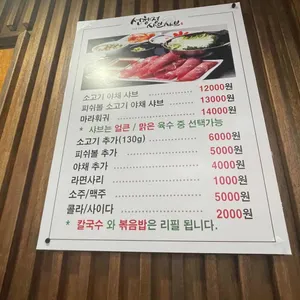 소고기 야채 샤브 12000원
피쉬볼 소고기 야채 샤브 13000원
마라훠궈 14000원
* 샤브는 얼큰 / 맑은 육수 중 선택가능
소고기 추가(130g) 6000원
피쉬볼 추가 5000원
야채 추가 4000원
라면사리 1000원
소주/맥주 5000원
콜라/사이다 2000원
* 칼국수 와 볶음밥은 리필 됩니다.